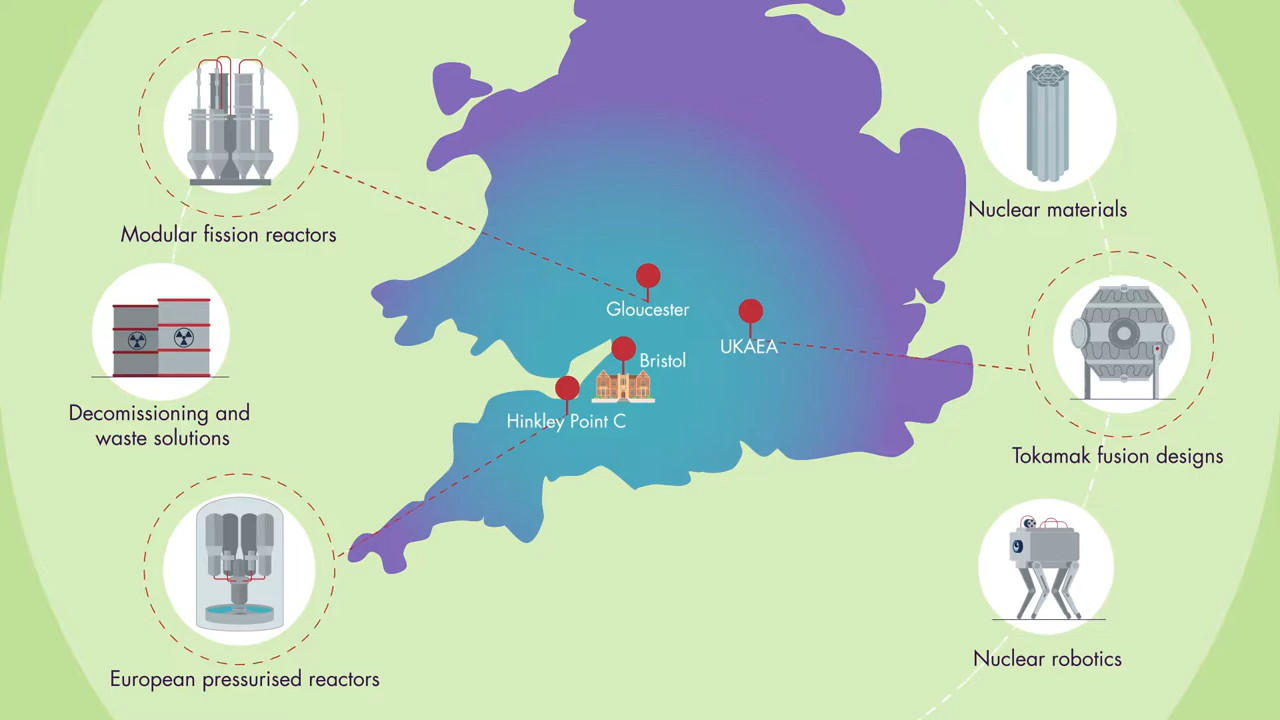 Modular fission reactors
Decomissioning and
waste solutions
European pressurised reactors
Gloucester
UKAEA
Bristol
Hinkley Point C
Nuclear materials
Tokamak fusion designs
Nuclear robotics